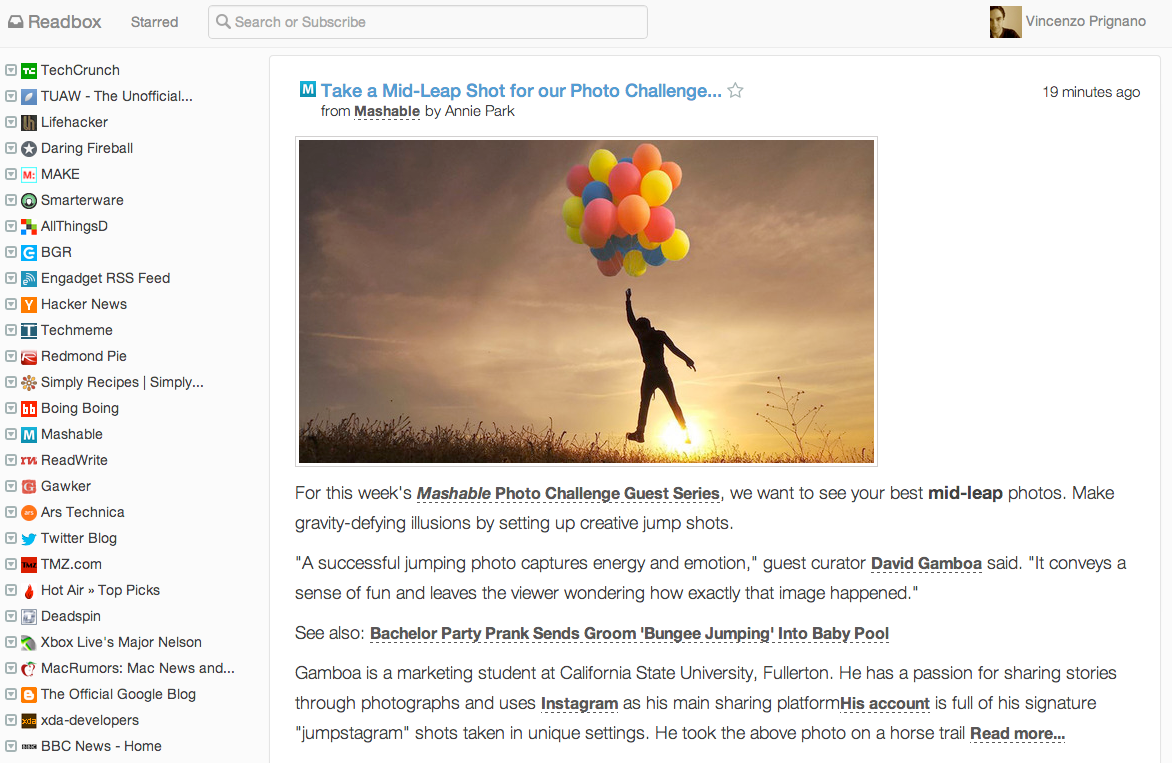 Readbox
Starred
Search or Subscribe
Vincenzo Prignano
TechCrunch
TUAW - The Unofficial...
Lifehacker
Daring Fireball
M: MAKE
Smarterware
AllThingsD
BGR
Engadget RSS Feed
Y Hacker News
Techmeme
Redmond Pie
Simply Recipes | Simply...
bb Boing Boing
M Mashable
rw ReadWrite
G Gawker
ars Ars Technica
Twitter Blog
TMZ TMZ.com
Hot Air » Top Picks
Deadspin
Xbox Live's Major Nelson
MacRumors: Mac News and...
The Official Google Blog
xda xda-developers
BBC BBC News - Home
M Take a Mid-Leap Shot for our Photo Challenge...
19 minutes ago
from Mashable by Annie Park
For this week's Mashable Photo Challenge Guest Series, we want to see your best mid-leap photos. Make
gravity-defying illusions by setting up creative jump shots.
"A successful jumping photo captures energy and emotion," guest curator David Gamboa said. "It conveys a
sense of fun and leaves the viewer wondering how exactly that image happened."
See also: Bachelor Party Prank Sends Groom 'Bungee Jumping' Into Baby Pool
Gamboa is a marketing student at California State University, Fullerton. He has a passion for sharing stories
through photographs and uses Instagram as his main sharing platformHis account is full of his signature
"jumpstagram" shots taken in unique settings. He took the above photo on a horse trail Read more...